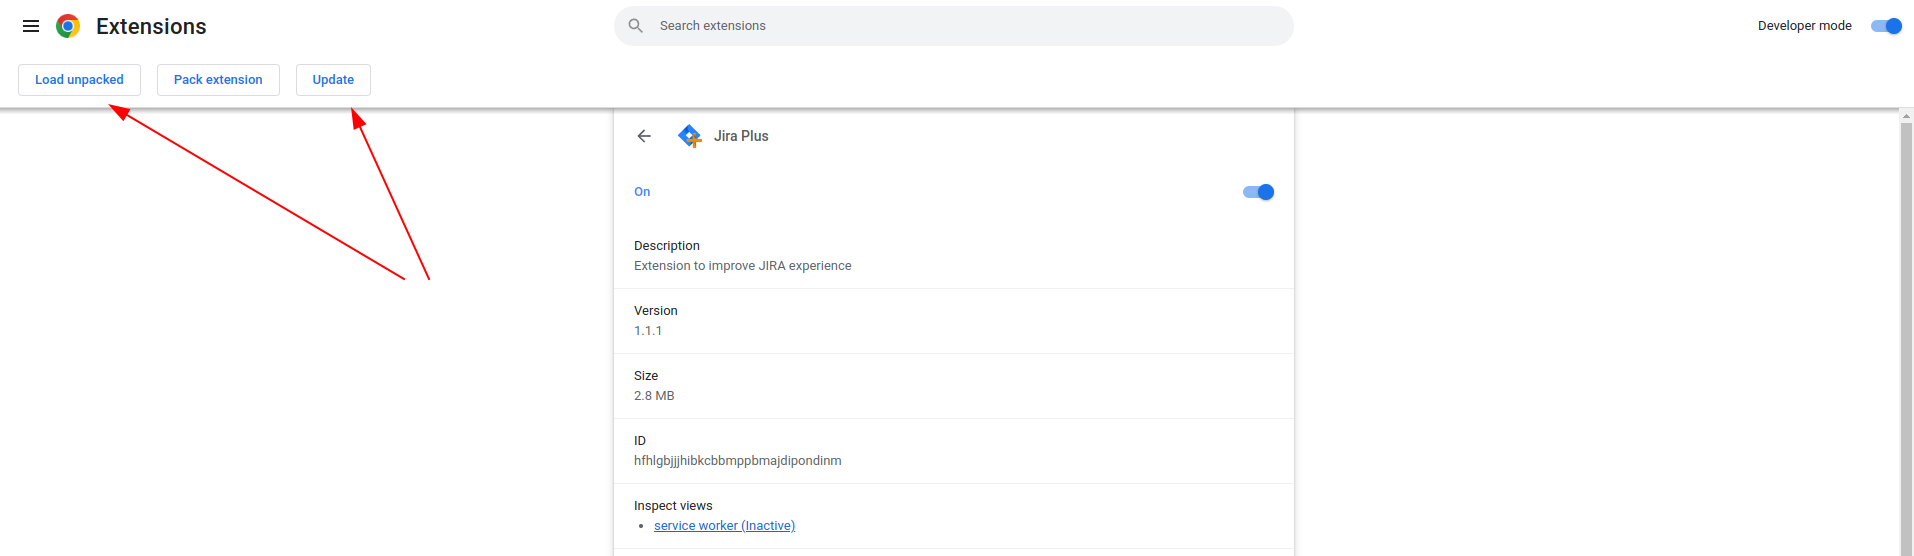 Extensions
Search extensions
Developer mode
Load unpacked
Pack extension
Update
Jira Plus
On
Description
Extension to improve JIRA experience
Version
1.1.1
Size
2.8 MB
ID
hfhlgbjjjhibkcbbmppbmajdipondinm
Inspect views
service worker (Inactive)